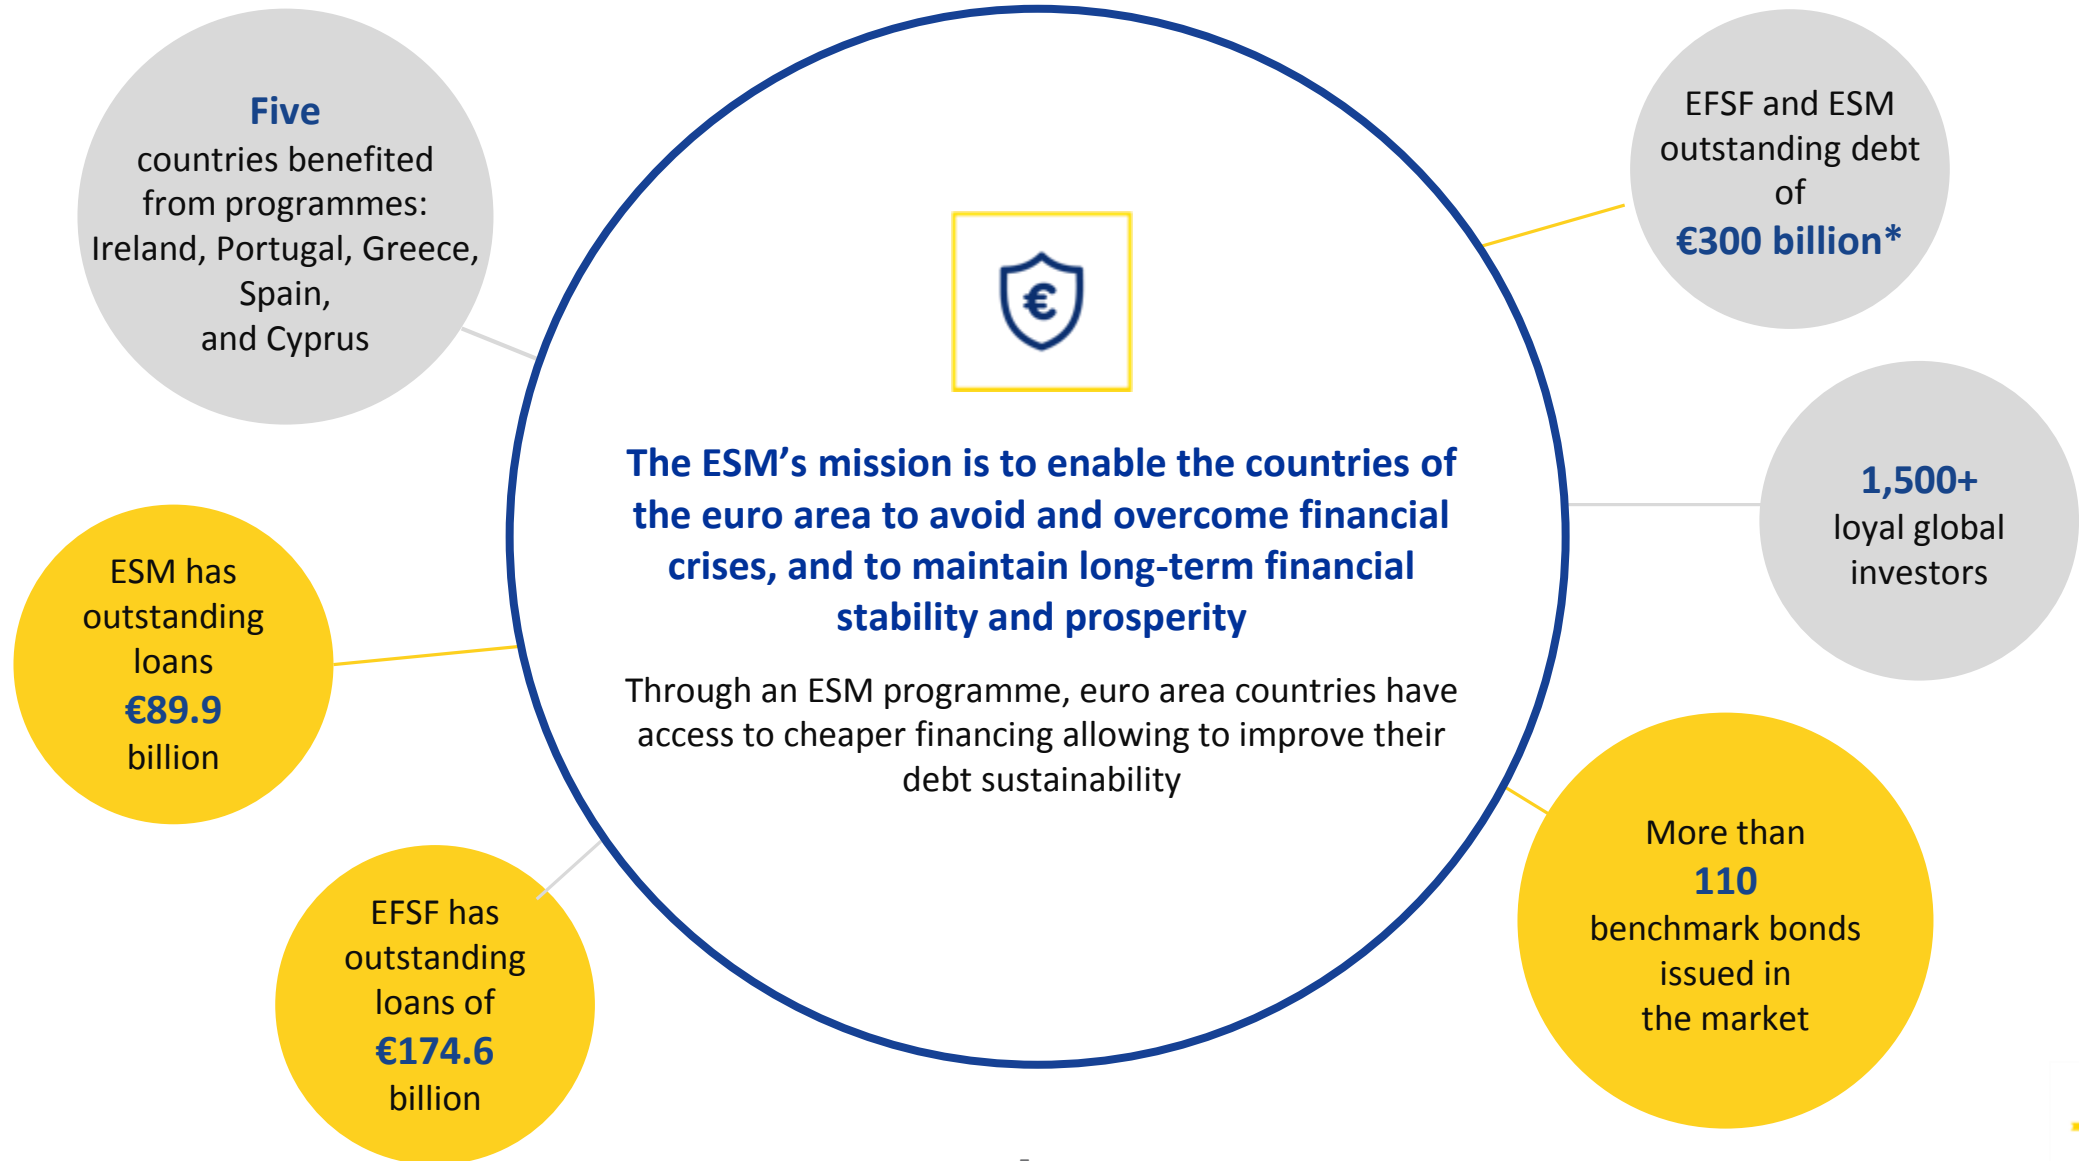 Five
countries benefited
from programmes:
Ireland, Portugal, Greece,
Spain,
and Cyprus
ESM has
outstanding
loans
€89.9
billion
EFSF has
outstanding
loans of
€174.6
billion
€
The ESM’s mission is to enable the countries of
the euro area to avoid and overcome financial
crises, and to maintain long-term financial
stability and prosperity
Through an ESM programme, euro area countries have
access to cheaper financing allowing to improve their
debt sustainability
EFSF and ESM
outstanding debt
of
€300 billion*
1,500+
loyal global
investors
More than
110
benchmark bonds
issued in
the market